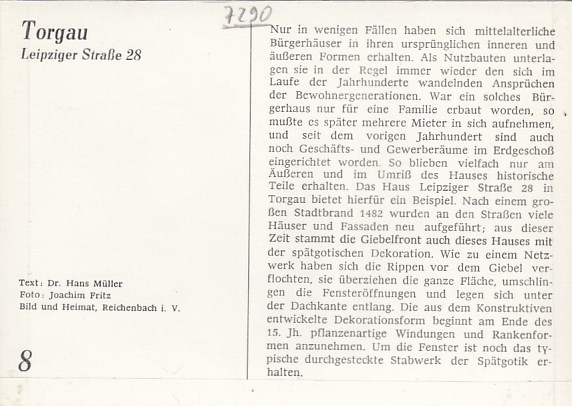 7290
Torgau
Leipziger Straße 28
Text: Dr. Hans Müller
Foto: Joachim Fritz
Bild und Heimat, Reichenbach i. V.
8
Nur in wenigen Fällen haben sich mittelalterliche
Bürgerhäuser in ihren ursprünglichen inneren und
äußeren Formen erhalten. Als Nutzbauten unterla-
gen sie in der Regel immer wieder den sich im
Laufe der Jahrhunderte wandelnden Ansprüchen
der Bewohnergenerationen. War ein solches Bür-
gerhaus nur für eine Familie erbaut worden, so
mußte es später mehrere Mieter in sich aufnehmen,
und seit dem vorigen Jahrhundert sind auch
noch Geschäfts- und Gewerberäume im Erdgeschoß
eingerichtet worden. So blieben vielfach nur am
Äußeren und im Umriß des Hauses historische
Teile erhalten. Das Haus Leipziger Straße 28 in
Torgau bietet hierfür ein Beispiel. Nach einem gro-
ßen Stadtbrand 1482 wurden an den Straßen viele
Häuser und Fassaden neu aufgeführt; aus dieser
Zeit stammt die Giebelfront auch dieses Hauses mit
der spätgotischen Dekoration. Wie zu einem Netz-
werk haben sich die Rippen vor dem Giebel ver-
flochten, sie überziehen die ganze Fläche, umschlin-
gen die Fensteröffnungen und legen sich unter
der Dachkante entlang. Die aus dem Konstruktiven
entwickelte Dekorationsform beginnt am Ende des
15. Jh. pflanzenartige Windungen und Rankenfor-
men anzunehmen. Um die Fenster ist noch das ty-
pische durchgesteckte Stabwerk der Spätgotik er-
halten.